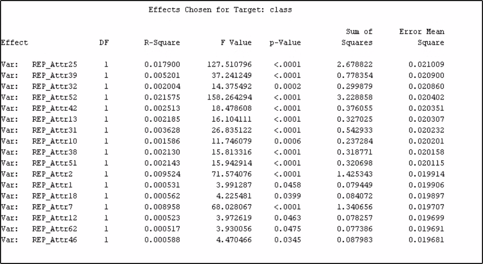 Effects Chosen for Target: class
Sum of Error Mean
Effect DF R-Square F Value p-Value Squares Square
Var: REP_Attr25 1 0.017900 127.510796 <.0001 2.678822 0.021009
Var: REP_Attr39 1 0.005201 37.241249 <.0001 0.778354 0.020900
Var: REP_Attr32 1 0.002004 14.375492 0.0002 0.299879 0.020860
Var: REP_Attr52 1 0.021575 158.264294 <.0001 3.228858 0.020402
Var: REP_Attr42 1 0.002513 18.478608 <.0001 0.376055 0.020351
Var: REP_Attr13 1 0.002185 16.104111 <.0001 0.327025 0.020307
Var: REP_Attr31 1 0.003628 26.835122 <.0001 0.542933 0.020232
Var: REP_Attr10 1 0.001586 11.746079 0.0006 0.237284 0.020201
Var: REP_Attr38 1 0.002130 15.813316 <.0001 0.318771 0.020158
Var: REP_Attr51 1 0.002143 15.942914 <.0001 0.320698 0.020115
Var: REP_Attr2 1 0.009524 71.574076 <.0001 1.425343 0.019914
Var: REP_Attr1 1 0.000531 3.991287 0.0458 0.079449 0.019906
Var: REP_Attr18 1 0.000562 4.225481 0.0399 0.084072 0.019897
Var: REP_Attr7 1 0.008958 68.028067 <.0001 1.340656 0.019707
Var: REP_Attr12 1 0.000523 3.972619 0.0463 0.078257 0.019699
Var: REP_Attr62 1 0.000517 3.930056 0.0475 0.077386 0.019691
Var: REP_Attr46 1 0.000588 4.470466 0.0345 0.087983 0.019681